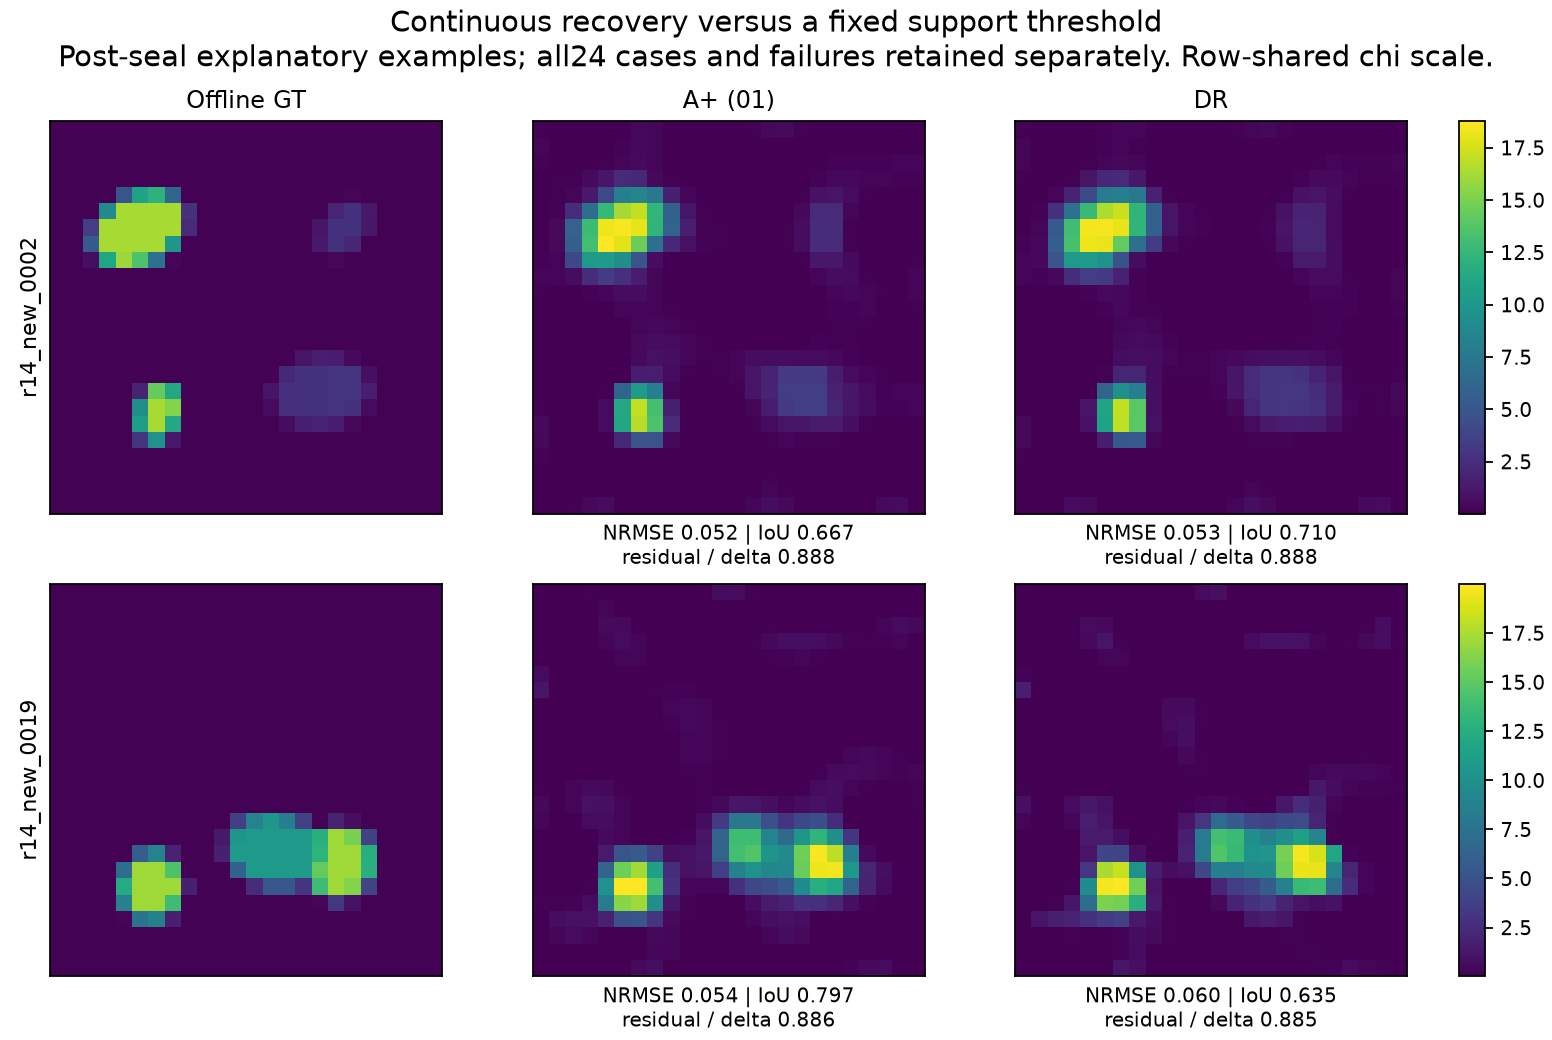 Continuous recovery versus a fixed support threshold
Post-seal explanatory examples; all24 cases and failures retained separately. Row-shared chi scale.
Offline GT
A+ (01)
DR
r14_new_0002
17.5
15.0
12.5
10.0
7.5
5.0
2.5
NRMSE 0.052 | IoU 0.667
residual / delta 0.888
NRMSE 0.053 | IoU 0.710
residual / delta 0.888
r14_new_0019
17.5
15.0
12.5
10.0
7.5
5.0
2.5
NRMSE 0.054 | IoU 0.797
residual / delta 0.886
NRMSE 0.060 | IoU 0.635
residual / delta 0.885